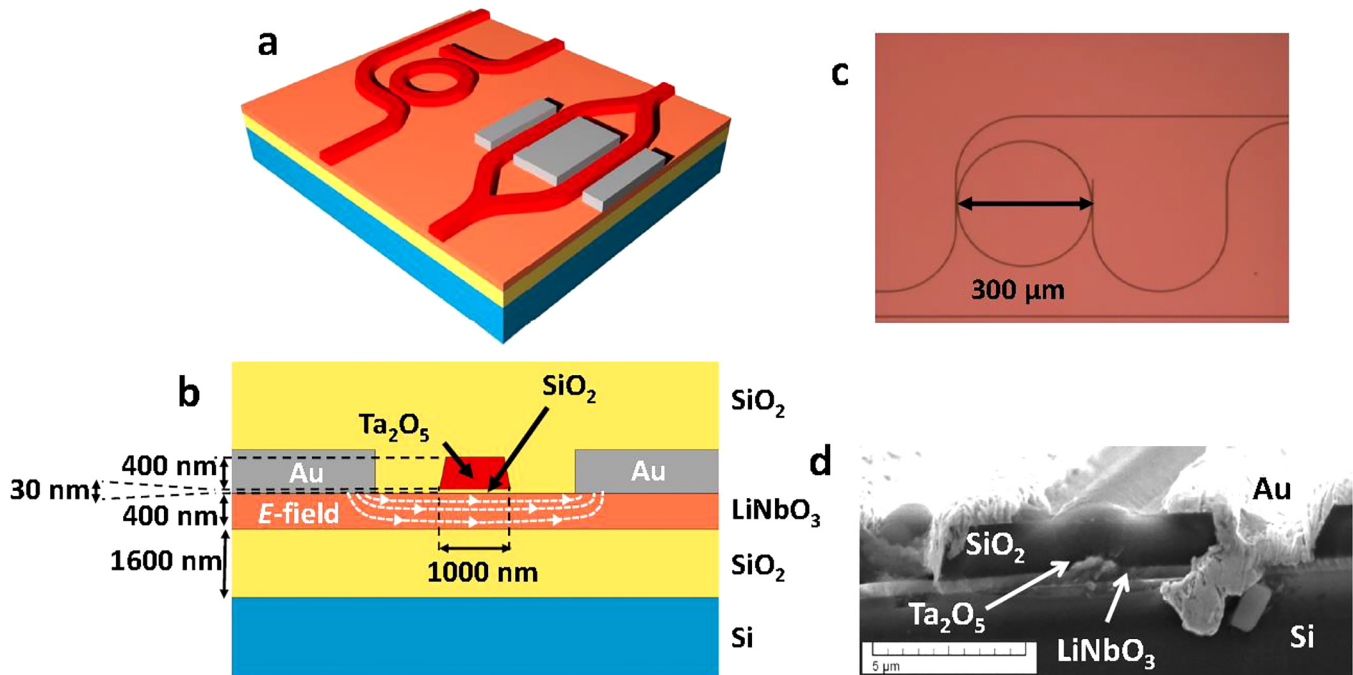 a
c
300 µm
b
SiO₂
Ta₂O₅
SiO₂
400 nm
Au
Au
30 nm
400 nm
E-field
LiNbO₃
1600 nm
1000 nm
SiO₂
Si
d
Au
SiO₂
Ta₂O₅
LiNbO₃
Si
5 µm